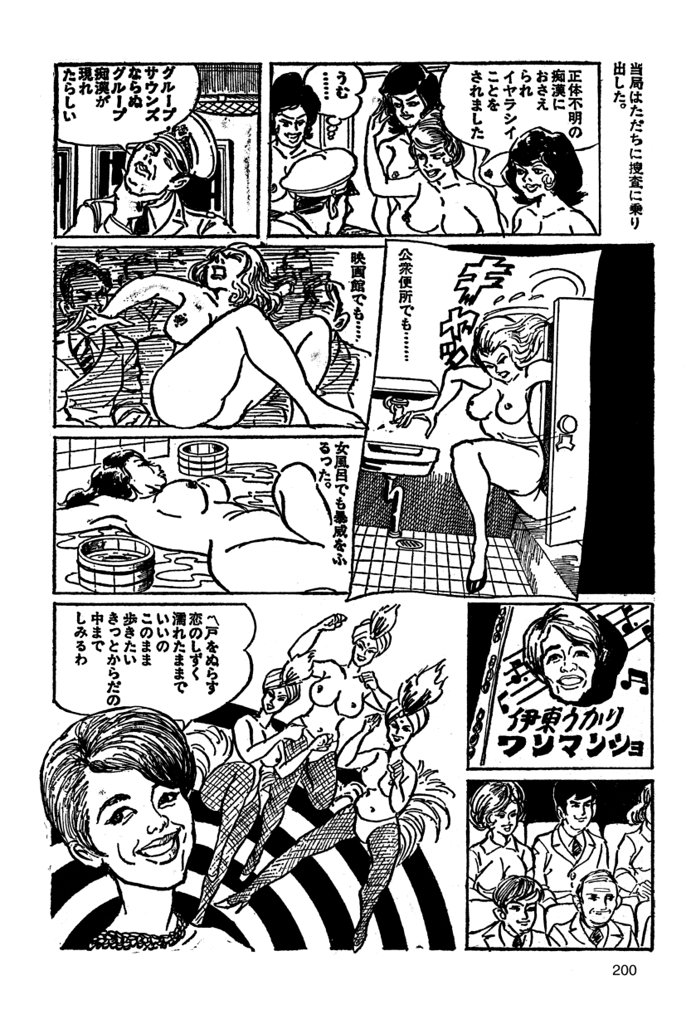 当局はただちに捜査に乗り
出した。
正体不明の
痴漢に
おさえ
られ
イヤラシイ
ことを
されました
うむ
……
グループ
サウンズ
ならぬ
グループ
痴漢が
現れ
たらしい
公衆便所でも………
ガガガッ
映画館でも……
女風呂でも暴威をふ
るった。
伊東うかり
ワンマンショ
〽戸をぬらす
恋のしずく
濡れたままで
いいの
このまま
歩きたい
きっとからだの
中まで
しみるわ
200